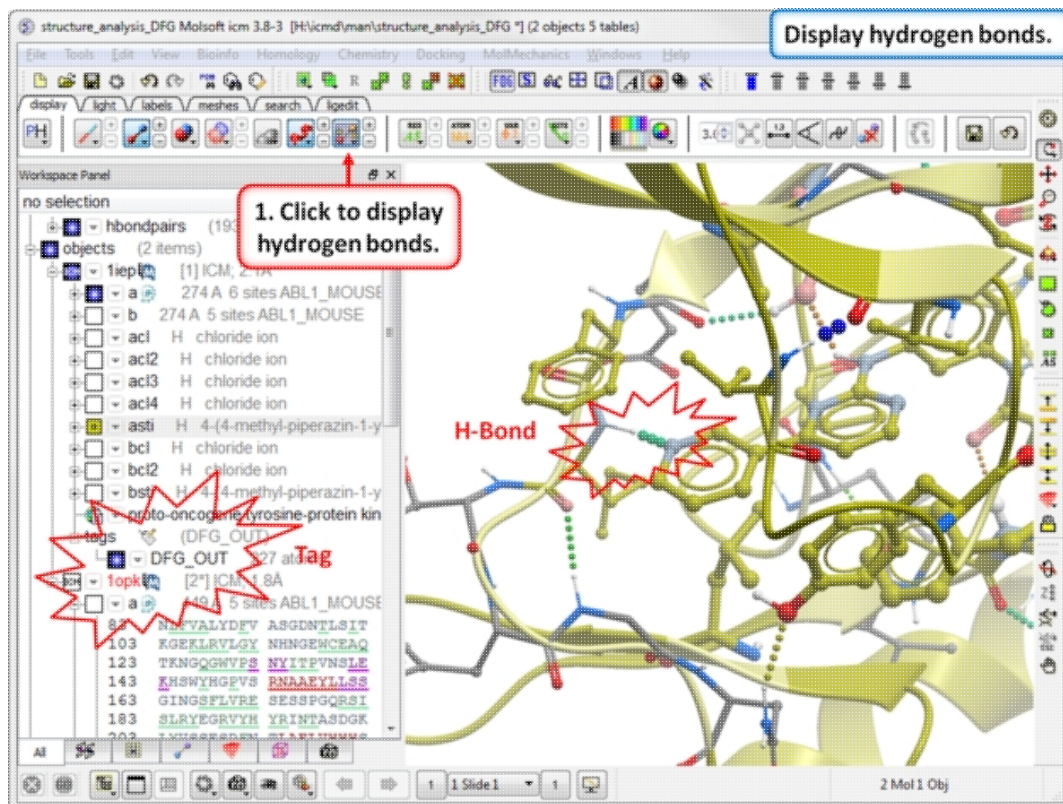 structure_analysis_DFG Molsoft icm 3.8-3 [H:\icmd\man\structure_analysis_DFG *] (2 objects 5 tables)
Display hydrogen bonds.
File Tools Edit View Bioinfo Homology Chemistry Docking MolMechanics Windows Help
display light labels meshes search ligedit
Workspace Panel
no selection
1. Click to display
hydrogen bonds.
hbondpairs (193
objects (2 items)
1iep [1] ICM; 2.1Å
a 274 A 6 sites ABL1_MOUSE
b 274 A 5 sites ABL1_MOUSE
acl H chloride ion
acl2 H chloride ion
acl3 H chloride ion
acl4 H chloride ion
asti H 4-(4-methyl-piperazin-1-y
bcl H chloride ion
bcl2 H chloride ion
H 4-(4-methyl-piperazin-1-y
proto-oncogene tyrosine-protein kin
tags (DFG_OUT)
DFG_OUT
Tag
1opk [2*] ICM; 1.8Å
a 5 sites ABL1_MOUSE
ALYDFV ASGDNTLSIT
103 KGEKLRVLGY NHNGEWCEAQ
123 TKNGQGWVPS NYITPVNSLE
143 KHSWYHGPVS RNAAEYLLSS
163 GINGSFLVRE SESSPGQRSI
183 SLRYEGRVYH YRINTASDGK
H-Bond
All
1 1 Slide 1 1
2 Mol 1 Obj